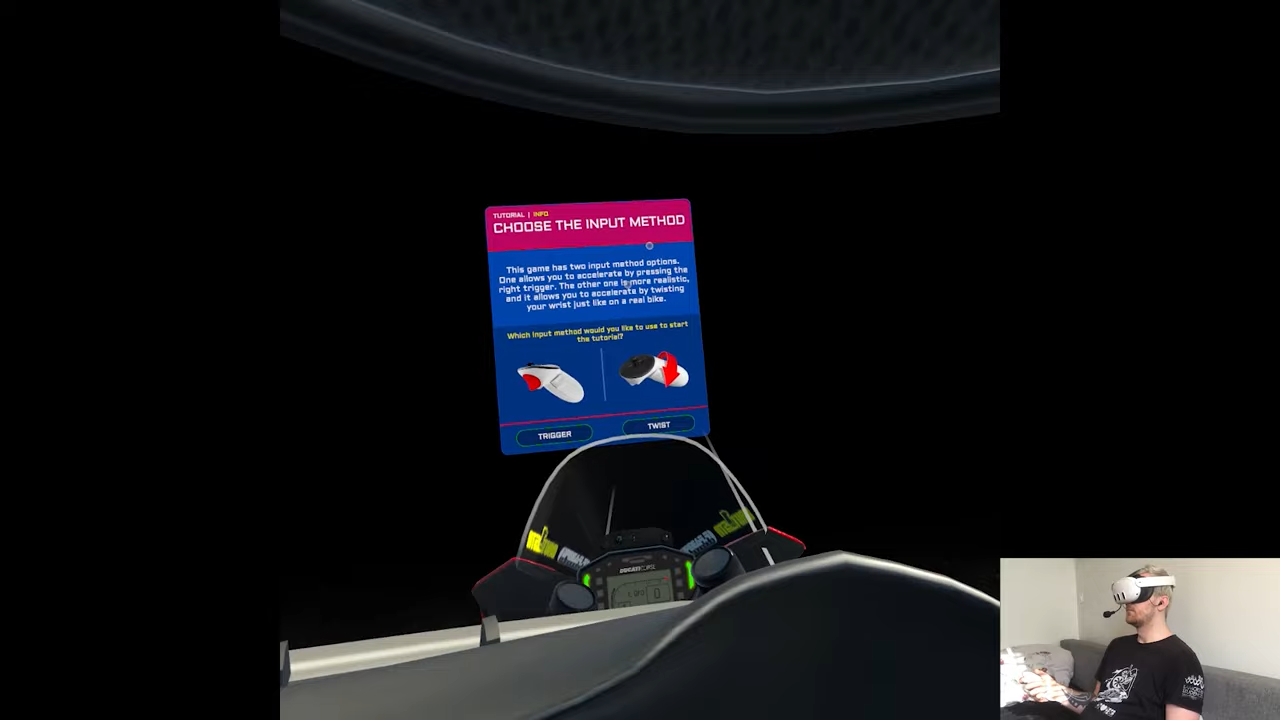 TUTORIAL | INFO
CHOOSE THE INPUT METHOD
This game has two input method options.
One allows you to accelerate by pressing the
right trigger. The other one is more realistic,
and it allows you to accelerate by twisting
your wrist just like on a real bike.
Which input method would you like to use to start
the tutorial?
TRIGGER
TWIST
DUCATI
0